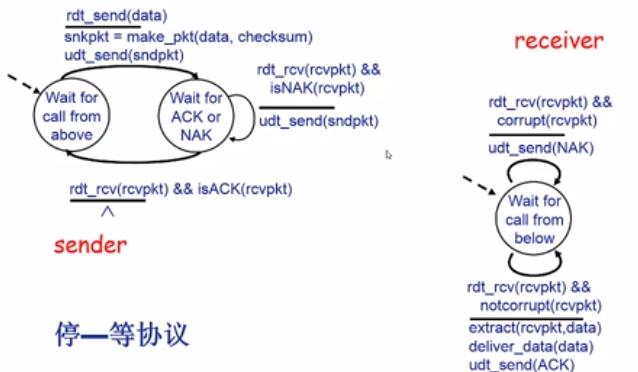 rdt_send(data)
snkpkt = make_pkt(data, checksum)
udt_send(sndpkt)
Wait for
call from
above
Wait for
ACK or
NAK
rdt_rcv(rcvpkt) &&
isNAK(rcvpkt)
udt_send(sndpkt)
rdt_rcv(rcvpkt) && isACK(rcvpkt)
Λ
sender
停—等协议
receiver
rdt_rcv(rcvpkt) &&
corrupt(rcvpkt)
udt_send(NAK)
Wait for
call from
below
rdt_rcv(rcvpkt) &&
notcorrupt(rcvpkt)
extract(rcvpkt,data)
deliver_data(data)
udt_send(ACK)